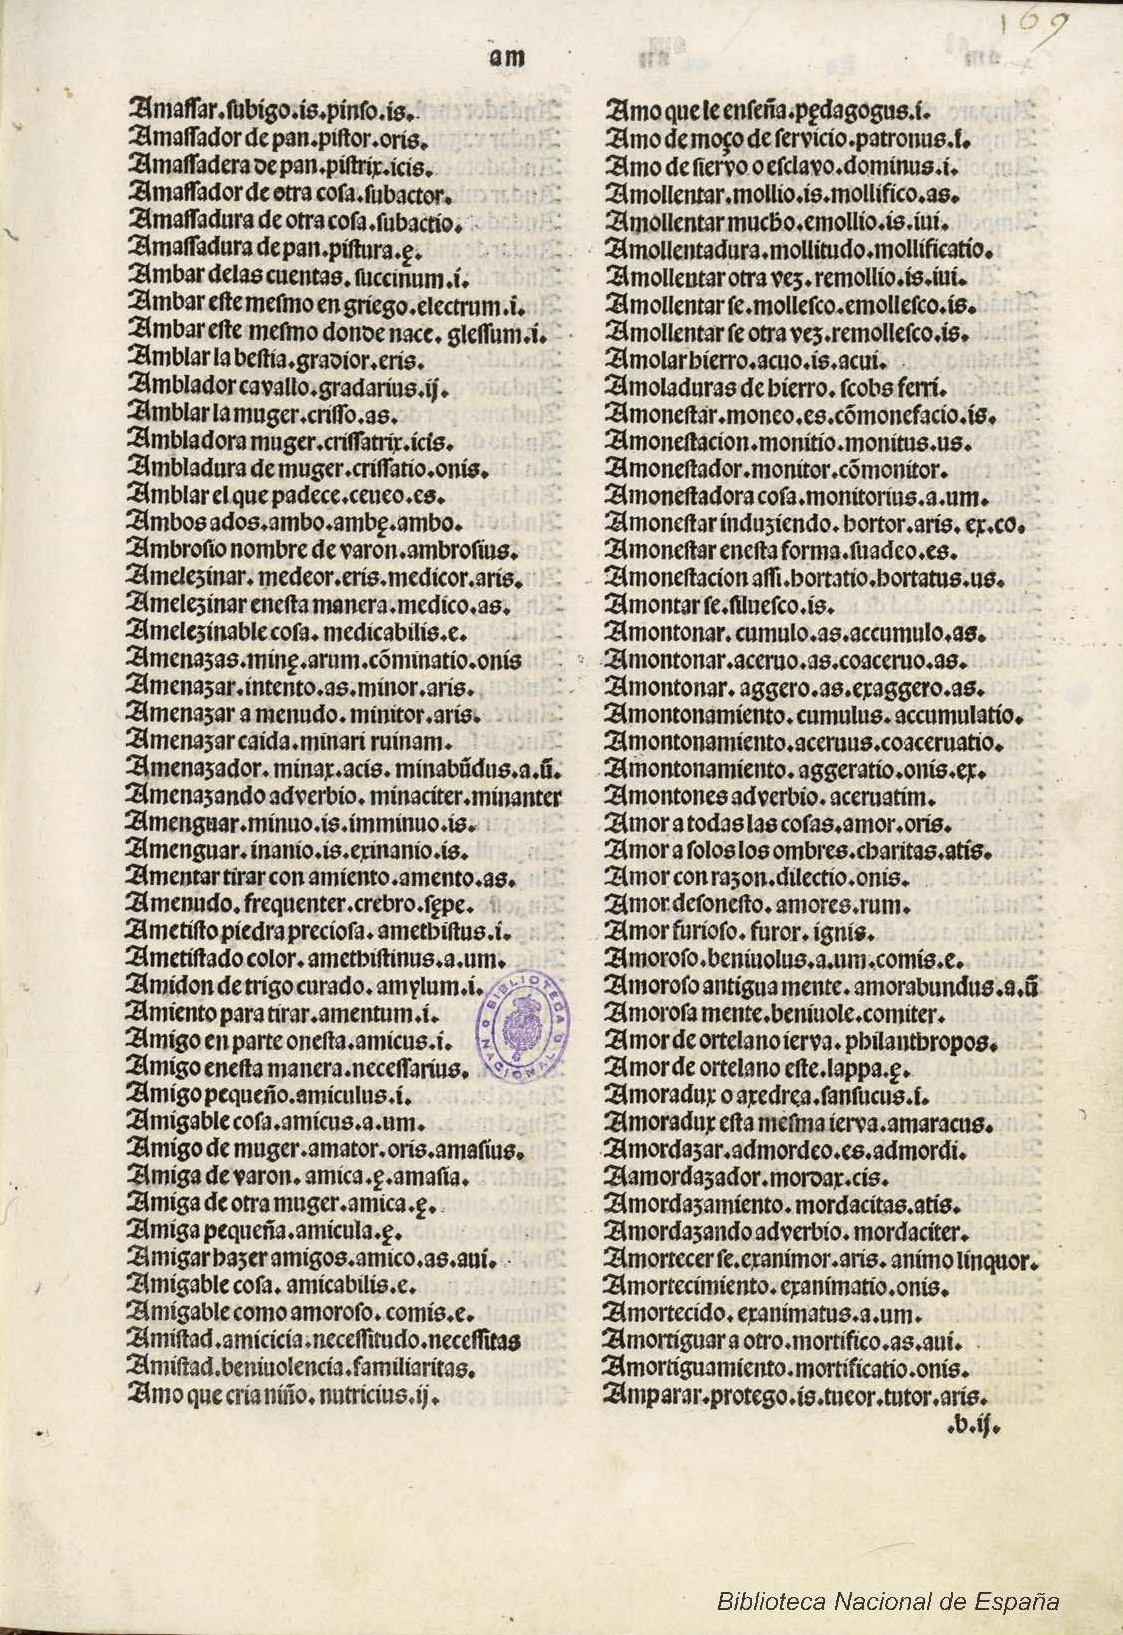 169
am
Amassar.subigo.is.pinso.is.
Amassador de pan.pistor.oris.
Amassadera de pan.pistrix.icis.
Amassador de otra cosa.subactor.
Amassadura de otra cosa.subactio.
Amassadura de pan.pistura.ę.
Ambar delas cuentas. succinum.i.
Ambar este mesmo en griego.electrum.i.
Ambar este mesmo donde nace. glessum.i.
Amblar la bestia.gradior.eris.
Amblador cavallo.gradarius.ij.
Amblar la muger.crisso.as.
Ambladora muger.crissatrix.icis.
Ambladura de muger.crissatio.onis.
Amblar el que padece.ceueo.es.
Ambos ados.ambo.ambę.ambo.
Ambrosio nombre de varon.ambrosius.
Amelezinar. medeor.eris.medicor.aris.
Amelezinar enesta manera.medico.as.
Amelezinable cosa. medicabilis.e.
Amenazas.minę.arum.cõminatio.onis
Amenazar.intento.as.minor.aris.
Amenazar a menudo. minitor.aris.
Amenazar caida.minari ruinam.
Amenazador. minax.acis. minabũdus.a.ũ.
Amenazando adverbio. minaciter.minanter
Amenguar.minuo.is.imminuo.is.
Amenguar.inanio.is.exinanio.is.
Amentar tirar con amiento.amento.as.
Amenudo.frequenter.crebro.sępe.
Ametisto piedra preciosa. amethistus.i.
Ametistado color. amethistinus.a.um.
Amidon de trigo curado. amylum.i.
Amiento para tirar.amentum.i.
Amigo en parte onesta.amicus.i.
Amigo enesta manera.necessarius.
Amigo pequeño.amiculus.i.
Amigable cosa.amicus.a.um.
Amigo de muger.amator.oris.amasius.
Amiga de varon. amica.ę.amasia.
Amiga de otra muger.amica.ę.
Amiga pequeña.amicula.ę.
Amigar hazer amigos.amico.as.aui.
Amigable cosa. amicabilis.e.
Amigable como amoroso. comis.e.
Amistad.amicicia.necessitudo.necessitas
Amistad.beniuolencia.familiaritas.
Amo que cria niño. nutricius.ij.
Amo que le enseña.pędagogus.i.
Amo de moço de servicio.patronus.i.
Amo de siervo o esclavo.dominus.i.
Amollentar.mollio.is.mollifico.as.
Amollentar mucho.emollio.is.iui.
Amollentadura.mollitudo.mollificatio.
Amollentar otra vez.remollio.is.iui.
Amollentar se.mollesco.emollesco.is.
Amollentar se otra vez.remollesco.is.
Amolar hierro.acuo.is.acui.
Amoladuras de hierro. scobs ferri.
Amonestar.moneo.es.cõmonefacio.is.
Amonestacion.monitio.monitus.us.
Amonestador.monitor.cõmonitor.
Amonestadora cosa.monitorius.a.um.
Amonestar induziendo. hortor.aris. ex.co.
Amonestar enesta forma.suadeo.es.
Amonestacion assi.hortatio.hortatus.us.
Amontar se.siluesco.is.
Amontonar. cumulo.as.accumulo.as.
Amontonar.aceruo.as.coaceruo.as.
Amontonar. aggero.as.exaggero.as.
Amontonamiento. cumulus. accumulatio.
Amontonamiento.aceruus.coaceruatio.
Amontonamiento. aggeratio.onis.ex.
Amontones adverbio. aceruatim.
Amor a todas las cosas.amor.oris.
Amor a solos los ombres.charitas.atis.
Amor con razon.dilectio.onis.
Amor desonesto. amores.rum.
Amor furioso. furor. ignis.
Amoroso.beniuolus.a.um.comis.e.
Amoroso antigua mente. amorabundus.a.ũ
Amorosa mente.beniuole.comiter.
Amor de ortelano ierva. philanthropos.
Amor de ortelano este.lappa.ę.
Amoradux o axedrea.sansucus.i.
Amoradux esta mesma ierva.amaracus.
Amordazar.admordeo.es.admordi.
Aamordazador.mordax.cis.
Amordazamiento. mordacitas.atis.
Amordazando adverbio. mordaciter.
Amortecer se.exanimor.aris. animo linquor.
Amortecimiento. exanimatio.onis.
Amortecido. exanimatus.a.um.
Amortiguar a otro.mortifico.as.aui.
Amortiguamiento.mortificatio.onis.
Amparar.protego.is.tueor.tutor.aris.
.b.ij.
BIBLIOTECA NACIONAL
Biblioteca Nacional de España